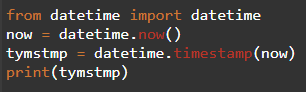 from datetime import datetime
now = datetime.now()
tymstmp = datetime.timestamp(now)
print(tymstmp)